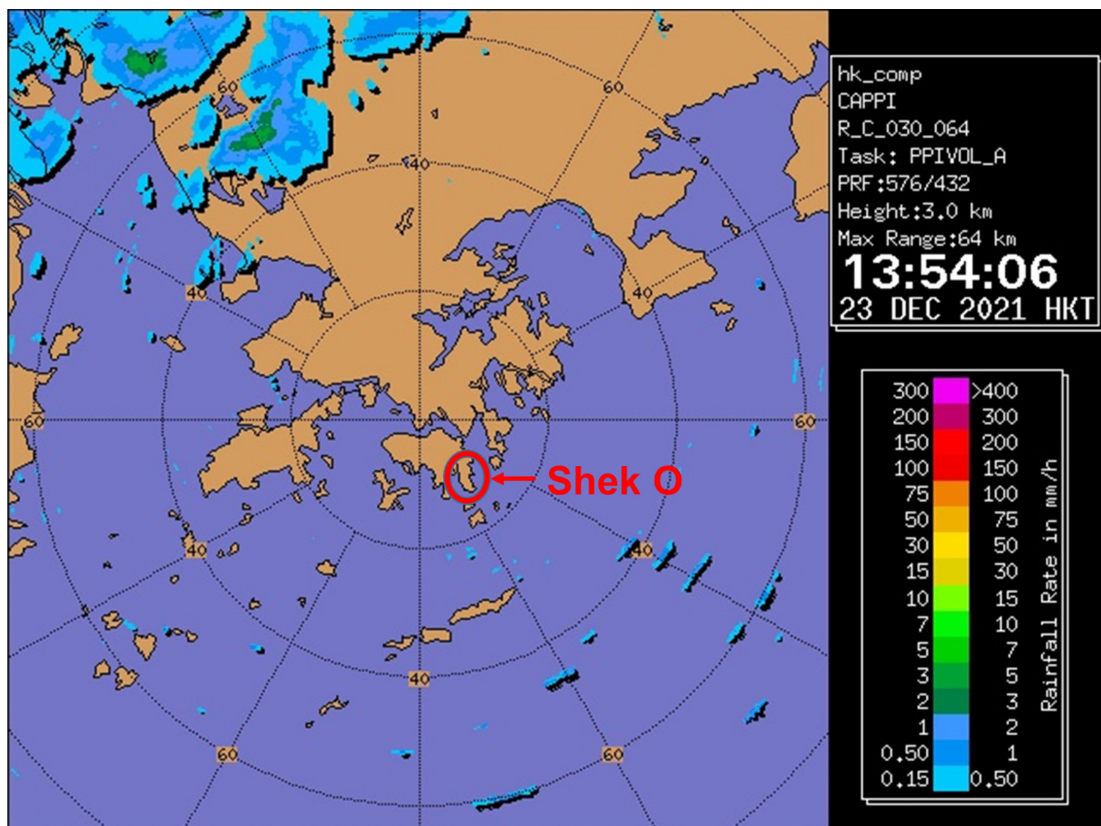 hk_comp
CAPPI
R_C_030_064
Task: PPIVOL_A
PRF:576/432
Height:3.0 km
Max Range:64 km
13:54:06
23 DEC 2021 HKT
60
60
40
40
40
60
60
Shek O
40
40
40
60
60
300 >400
200 300
150 200
100 150
75 100
50 75
30 50
15 30
10 15
7 10
5 7
3 5
2 3
1 2
0.50 1
0.15 0.50
Rainfall Rate in mm/h